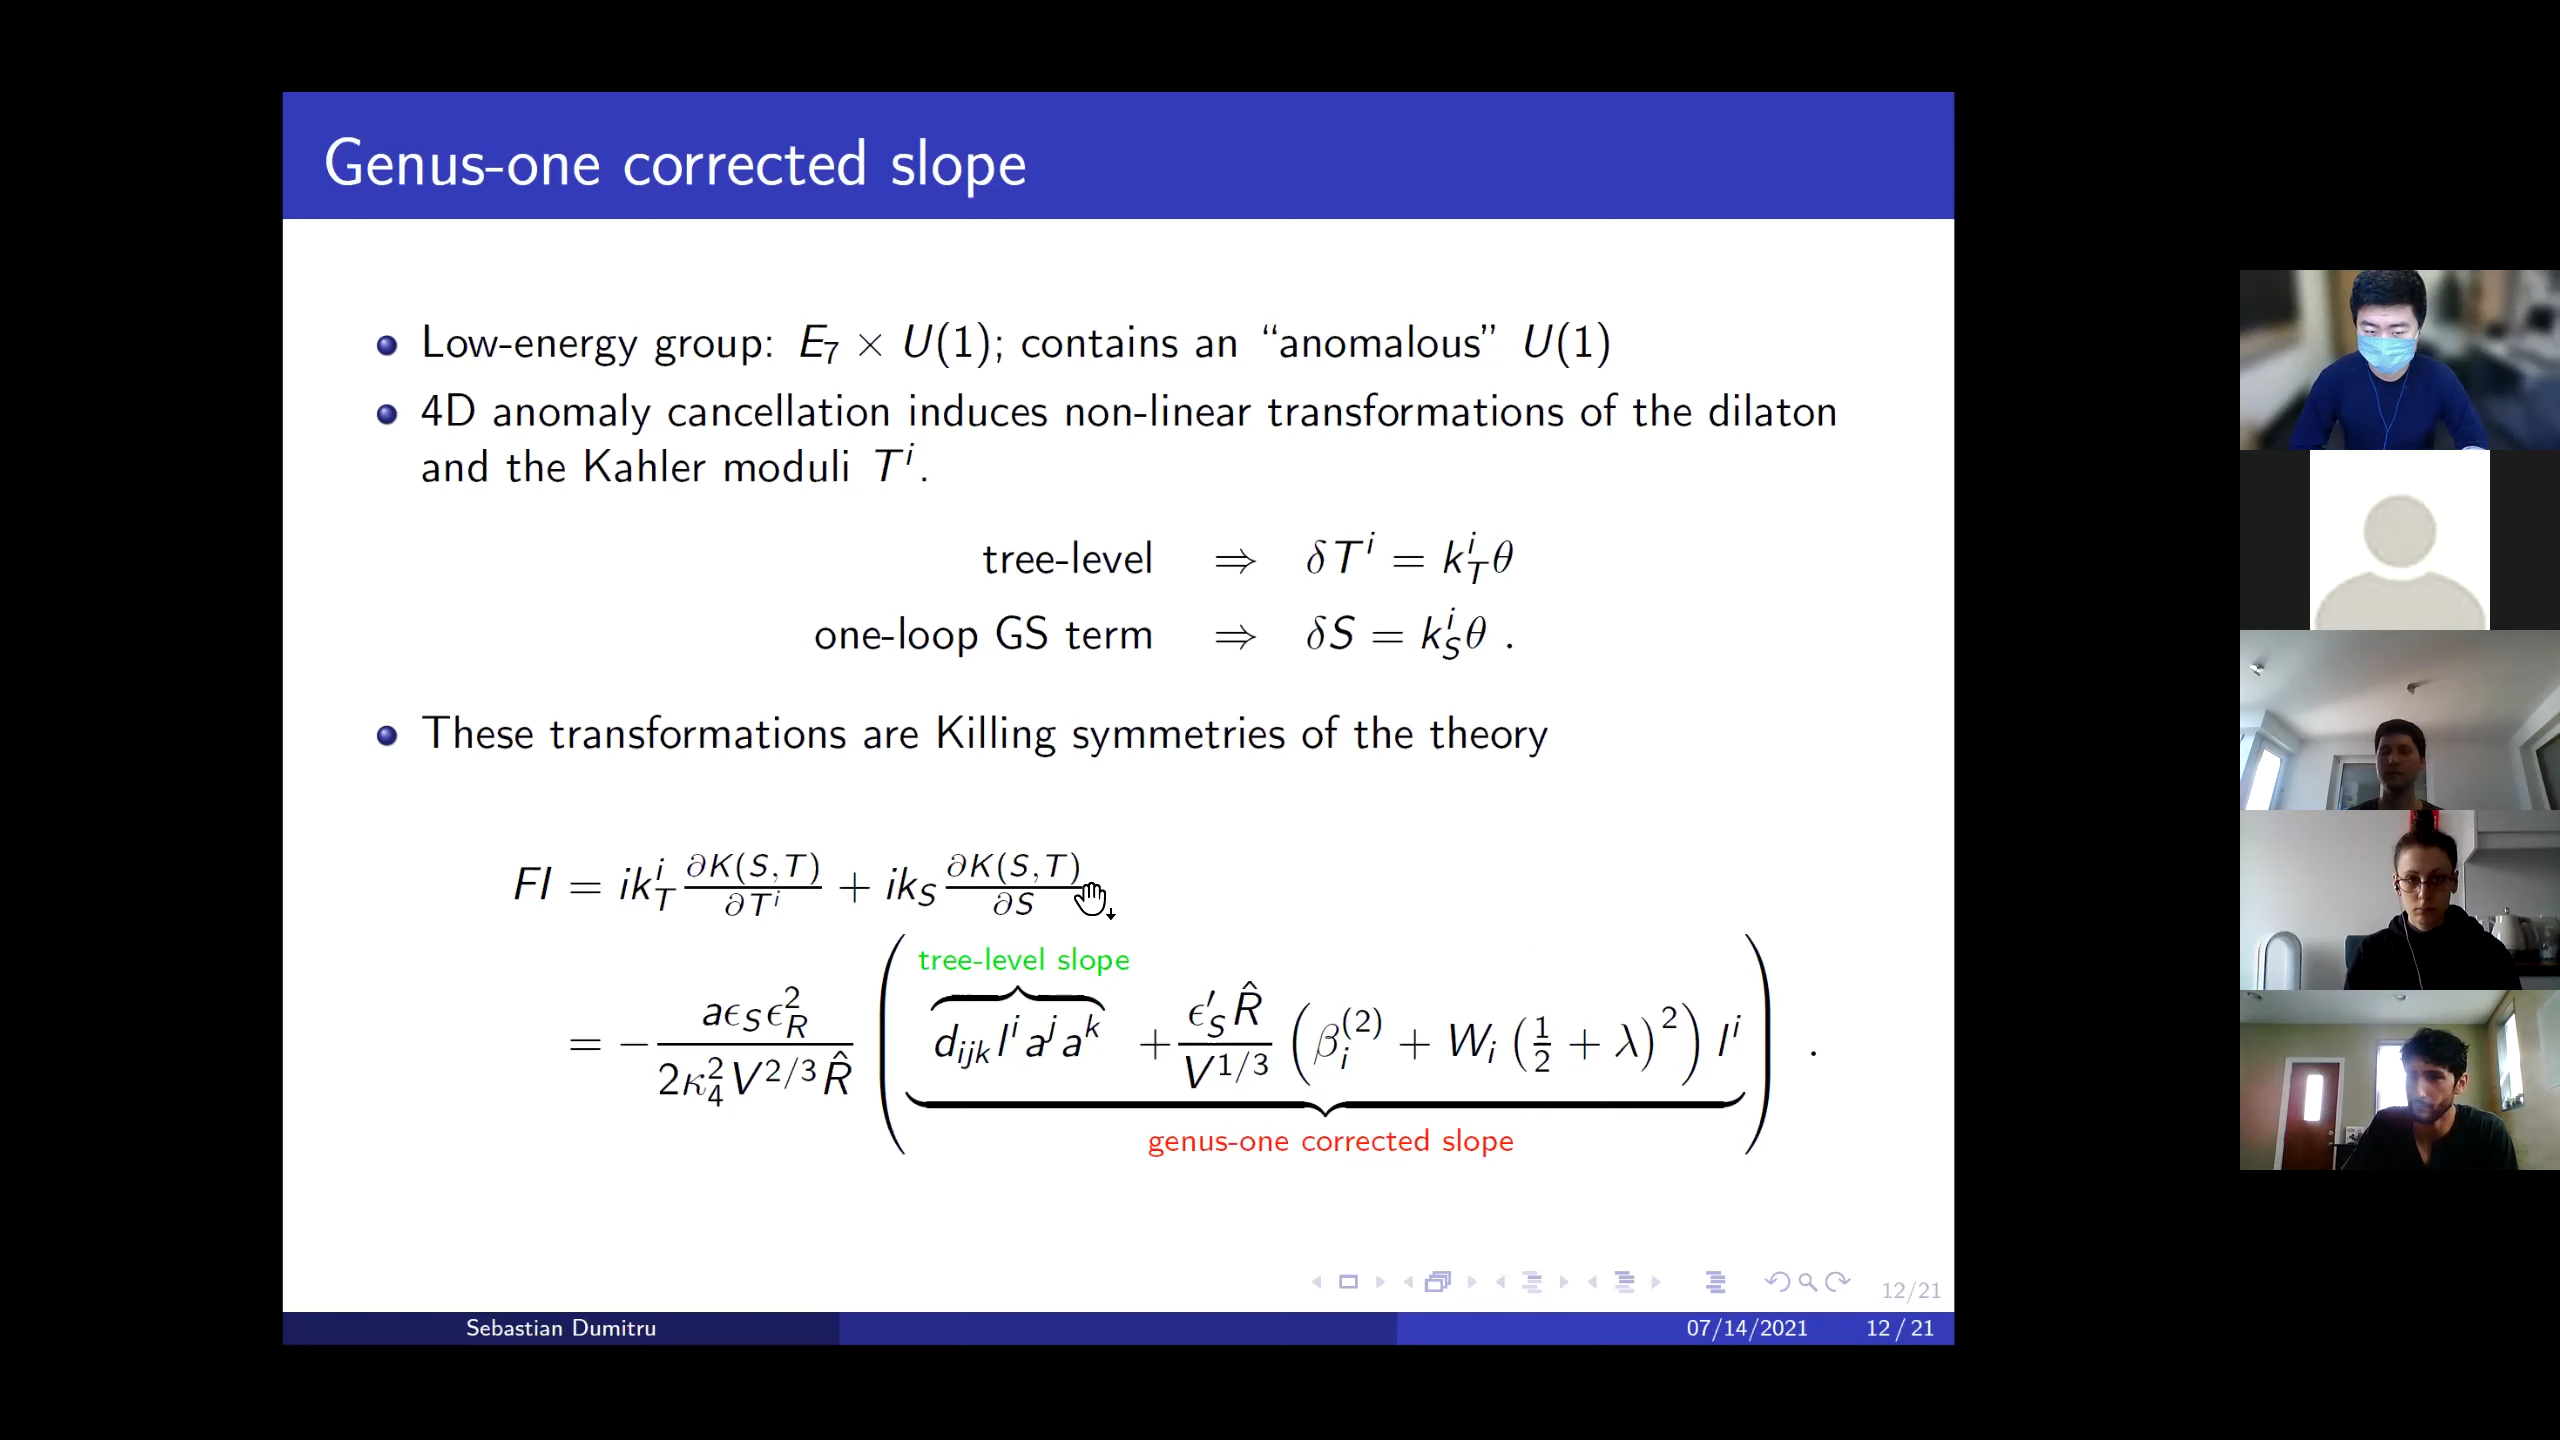 Genus-one corrected slope
Low-energy group: E₇ × U(1); contains an “anomalous” U(1)
4D anomaly cancellation induces non-linear transformations of the dilaton
and the Kahler moduli Tⁱ.
tree-level ⇒ δTⁱ = kⁱ_T θ
one-loop GS term ⇒ δS = kⁱ_S θ .
These transformations are Killing symmetries of the theory
FI = ikⁱ_T ∂K(S,T)/∂Tⁱ + ik_S ∂K(S,T)/∂S
tree-level slope
= − aϵ_S ϵ_R² / 2κ₄² V^{2/3} R̂ ( d_{ijk} lⁱ aʲ aᵏ + ϵ′_S R̂ / V^{1/3} ( β_i^{(2)} + W_i (1/2 + λ)² ) lⁱ ) .
genus-one corrected slope
12/21
Sebastian Dumitru 07/14/2021 12 / 21